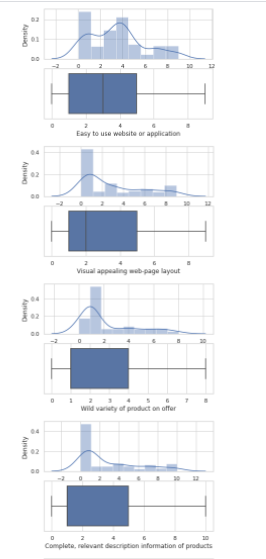 Density
0.2
0.1
0.0
−2 0 2 4 6 8 10 12
0 2 4 6 8
Easy to use website or application
Density
0.4
0.2
0.0
−2 0 2 4 6 8 10 12
0 2 4 6 8
Visual appealing web-page layout
Density
0.4
0.2
0.0
−2 0 2 4 6 8 10
0 1 2 3 4 5 6 7 8
Wild variety of product on offer
Density
0.4
0.2
0.0
−2 0 2 4 6 8 10 12
0 2 4 6 8 10
Complete, relevant description information of products